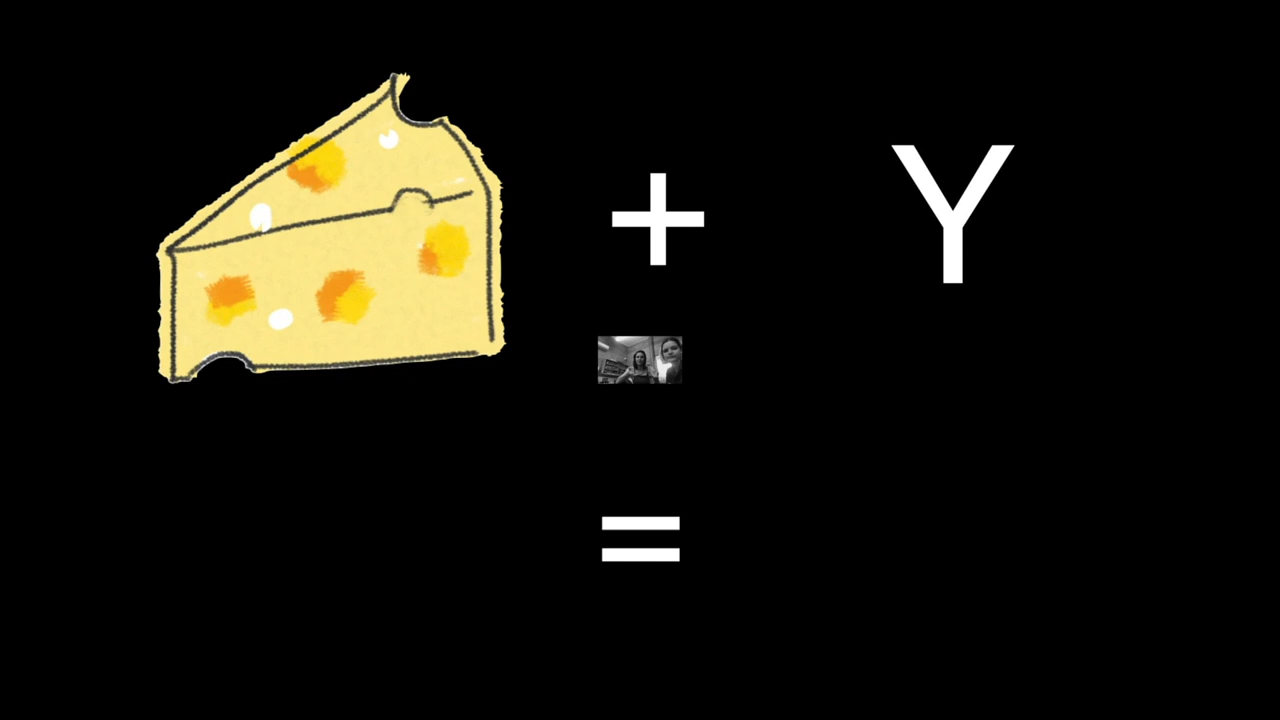 + Y
=